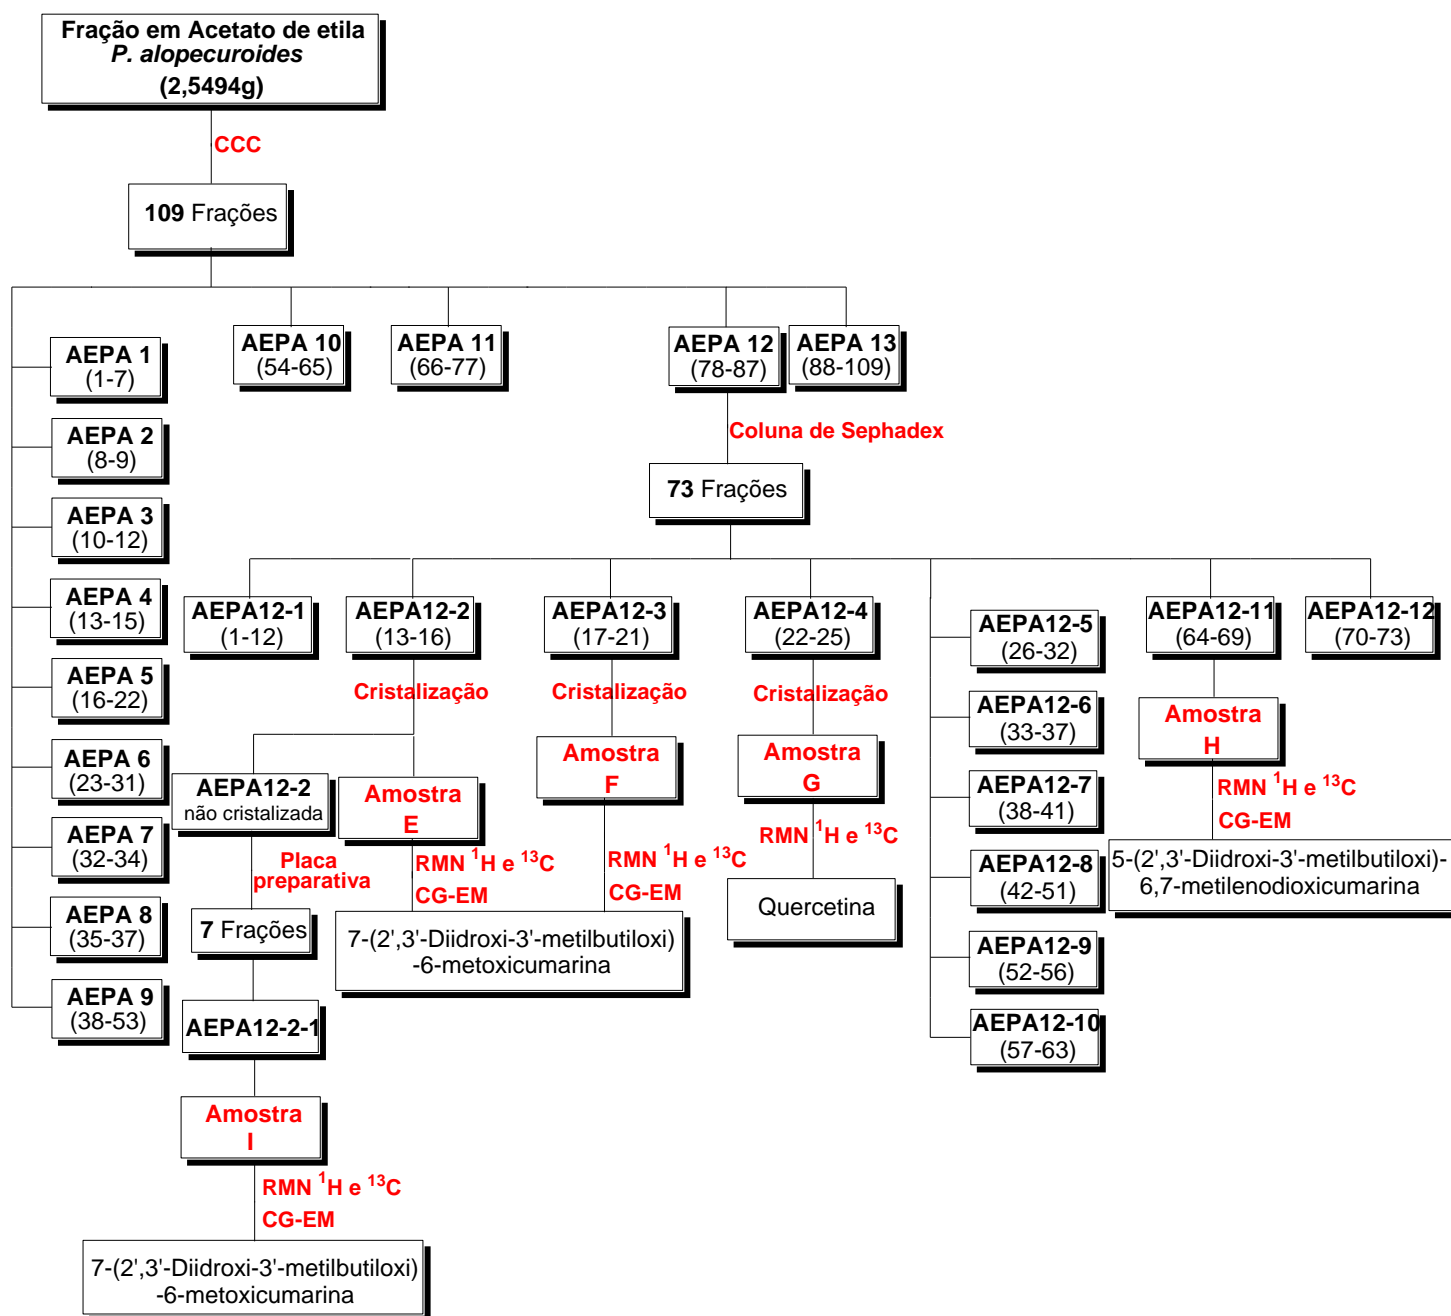 Fração em Acetato de etila
P. alopecuroides
(2,5494g)
CCC
109 Frações
AEPA 1
(1-7)
AEPA 2
(8-9)
AEPA 3
(10-12)
AEPA 4
(13-15)
AEPA 5
(16-22)
AEPA 6
(23-31)
AEPA 7
(32-34)
AEPA 8
(35-37)
AEPA 9
(38-53)
AEPA 10
(54-65)
AEPA 11
(66-77)
AEPA 12
(78-87)
AEPA 13
(88-109)
Coluna de Sephadex
73 Frações
AEPA12-1
(1-12)
AEPA12-2
(13-16)
Cristalização
AEPA12-2
não cristalizada
Placa
preparativa
7 Frações
AEPA12-2-1
Amostra
I
RMN ¹H e ¹³C
CG-EM
7-(2',3'-Diidroxi-3'-metilbutiloxi)
-6-metoxicumarina
Amostra
E
RMN ¹H e ¹³C
CG-EM
AEPA12-3
(17-21)
Cristalização
Amostra
F
RMN ¹H e ¹³C
CG-EM
7-(2',3'-Diidroxi-3'-metilbutiloxi)
-6-metoxicumarina
AEPA12-4
(22-25)
Cristalização
Amostra
G
RMN ¹H e ¹³C
Quercetina
AEPA12-5
(26-32)
AEPA12-6
(33-37)
AEPA12-7
(38-41)
AEPA12-8
(42-51)
AEPA12-9
(52-56)
AEPA12-10
(57-63)
AEPA12-11
(64-69)
Amostra
H
RMN ¹H e ¹³C
CG-EM
5-(2',3'-Diidroxi-3'-metilbutiloxi)-
6,7-metilenodioxicumarina
AEPA12-12
(70-73)